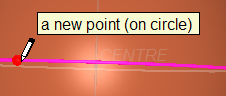 a new point (on circle)
CENTRE